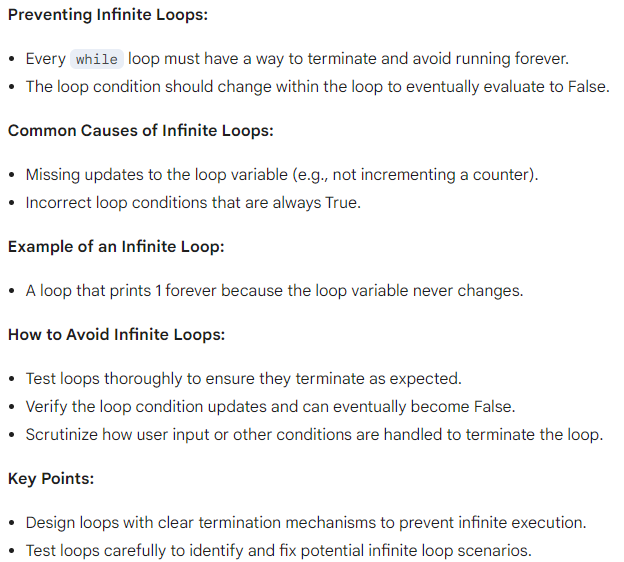 Preventing Infinite Loops:
• Every while loop must have a way to terminate and avoid running forever.
• The loop condition should change within the loop to eventually evaluate to False.
Common Causes of Infinite Loops:
• Missing updates to the loop variable (e.g., not incrementing a counter).
• Incorrect loop conditions that are always True.
Example of an Infinite Loop:
• A loop that prints 1 forever because the loop variable never changes.
How to Avoid Infinite Loops:
• Test loops thoroughly to ensure they terminate as expected.
• Verify the loop condition updates and can eventually become False.
• Scrutinize how user input or other conditions are handled to terminate the loop.
Key Points:
• Design loops with clear termination mechanisms to prevent infinite execution.
• Test loops carefully to identify and fix potential infinite loop scenarios.